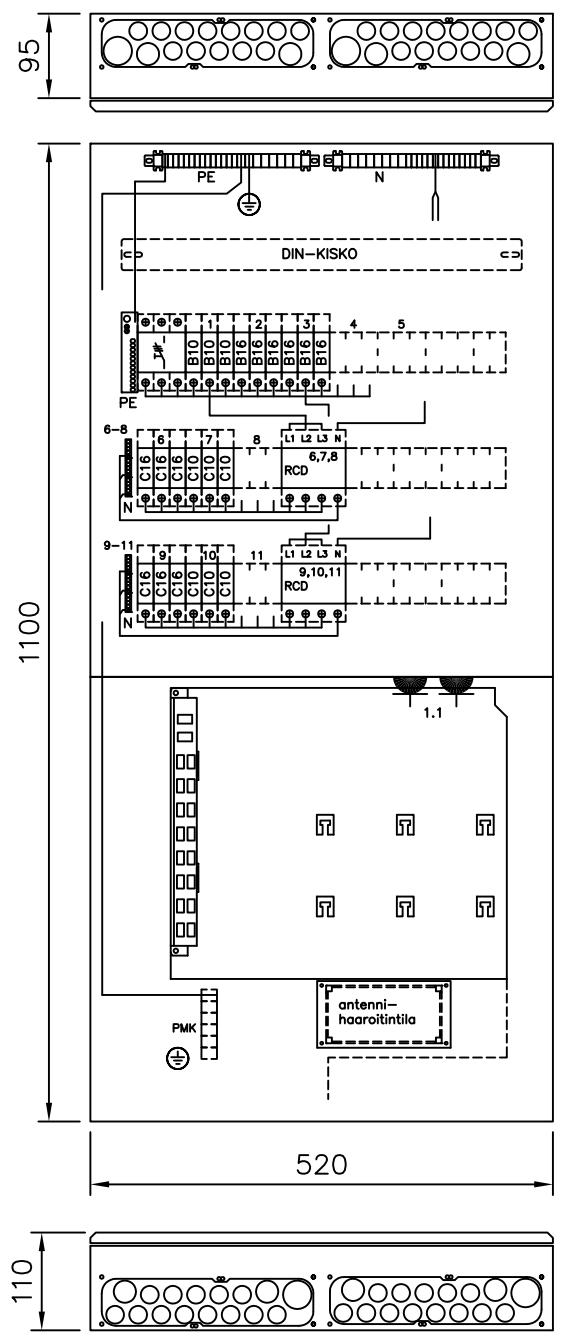 95
1100
PE
N
DIN-KISKO
1 2 3 4 5
B10 B10 B10 B16 B16 B16 B16 B16 B16
PE
6-8
6 7 8
L1 L2 L3 N
C16 C16 C16 C10 C10 C10
RCD
6,7,8
N
9-11
9 10 11
L1 L2 L3 N
C16 C16 C16 C10 C10 C10
RCD
9,10,11
N
1.1
antenni-
haaroitintila
PMK
520
110